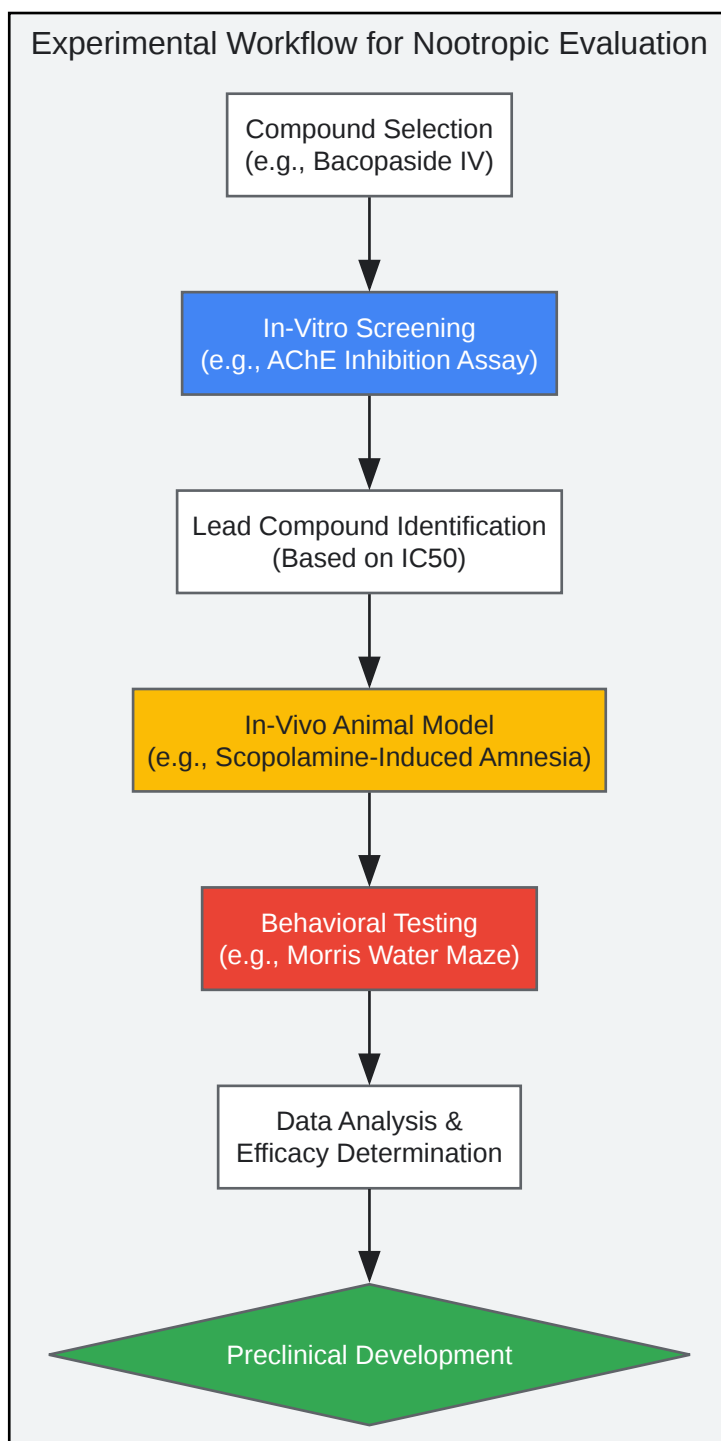 Experimental Workflow for Nootropic Evaluation
Compound Selection
(e.g., Bacopaside IV)
In-Vitro Screening
(e.g., AChE Inhibition Assay)
Lead Compound Identification
(Based on IC50)
In-Vivo Animal Model
(e.g., Scopolamine-Induced Amnesia)
Behavioral Testing
(e.g., Morris Water Maze)
Data Analysis &
Efficacy Determination
Preclinical Development